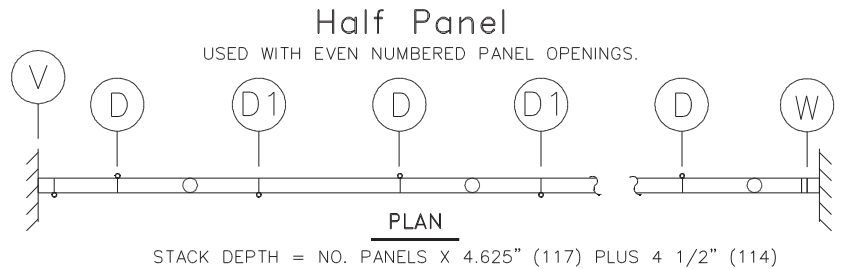 Half Panel
USED WITH EVEN NUMBERED PANEL OPENINGS.
V
D
D1
D
D1
D
W
PLAN
STACK DEPTH = NO. PANELS X 4.625" (117) PLUS 4 1/2" (114)